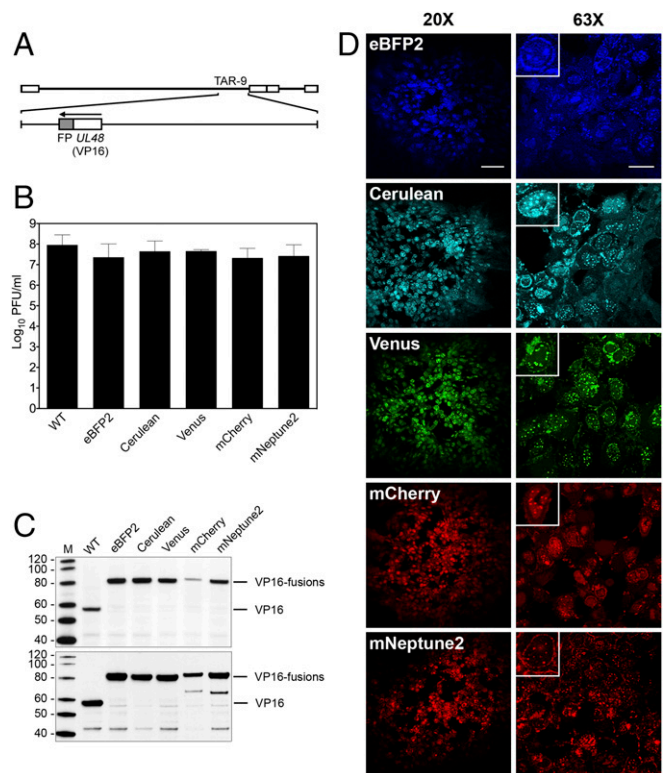 A
TAR-9
FP UL48
(VP16)
B
9
8
7
6
5
4
3
2
1
0
Log10 PFU/ml
WT
eBFP2
Cerulean
Venus
mCherry
mNeptune2
C
M
WT
eBFP2
Cerulean
Venus
mCherry
mNeptune2
120
100
80
60
50
40
VP16-fusions
VP16
120
100
80
60
50
40
VP16-fusions
VP16
D
20X
63X
eBFP2
Cerulean
Venus
mCherry
mNeptune2